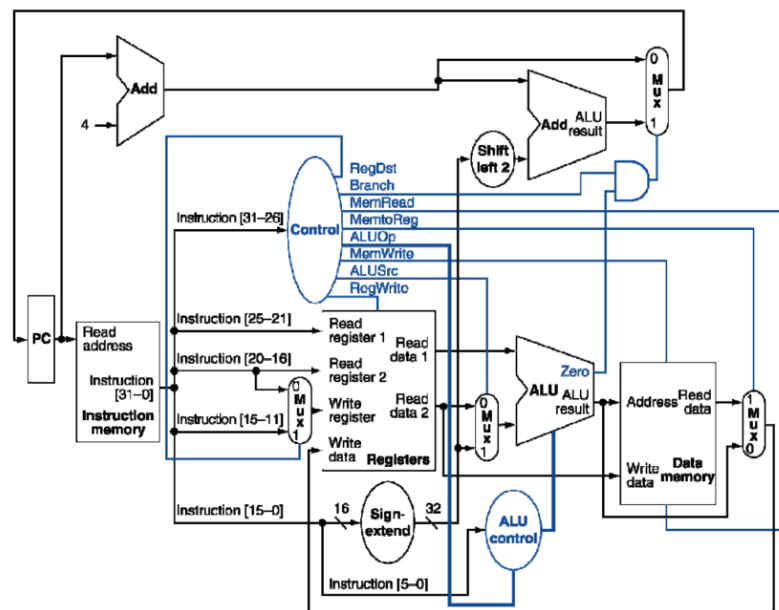 0
Mux
1
Add
4
Add ALU
result
Shift
left 2
RegDst
Branch
MemRead
MemtoReg
ALUOp
MemWrite
ALUSrc
RegWrite
Control
Instruction [31–26]
Instruction [25–21]
Instruction [20–16]
Instruction [15–11]
Instruction [15–0]
Instruction [5–0]
PC
Read
address
Instruction
[31–0]
Instruction
memory
0
Mux
1
Read
register 1
Read
register 2
Write
register
Write
data
Read
data 1
Read
data 2
Registers
0
Mux
1
Zero
ALU
ALU
result
Address
Read
data
Write
data
Data
memory
1
Mux
0
16
Sign-
extend
32
ALU
control